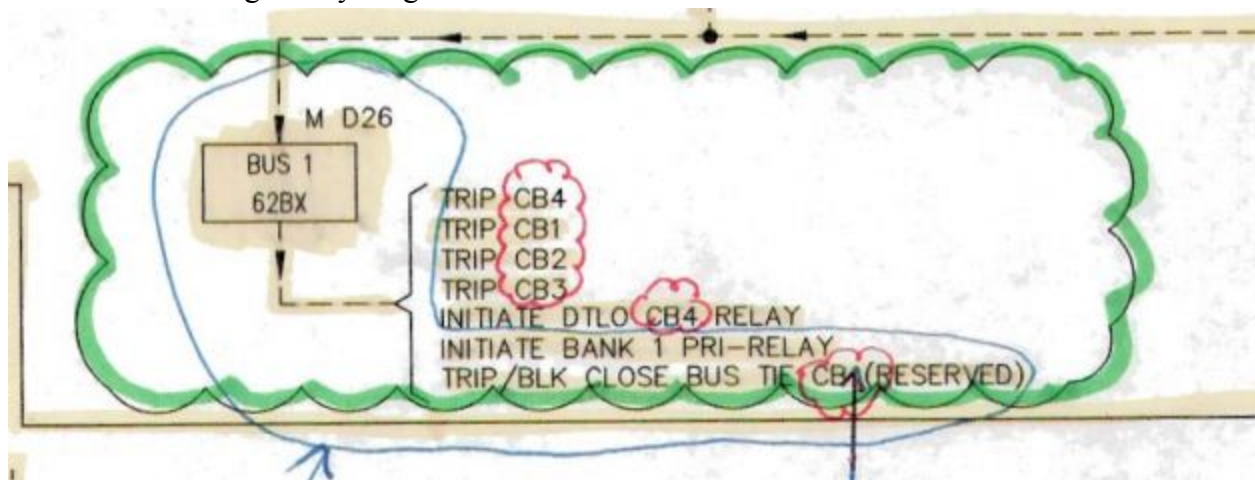 M D26
BUS 1
62BX
TRIP CB4
TRIP CB1
TRIP CB2
TRIP CB3
INITIATE DTLO CB4 RELAY
INITIATE BANK 1 PRI-RELAY
TRIP/BLK CLOSE BUS TIE (RESERVED)